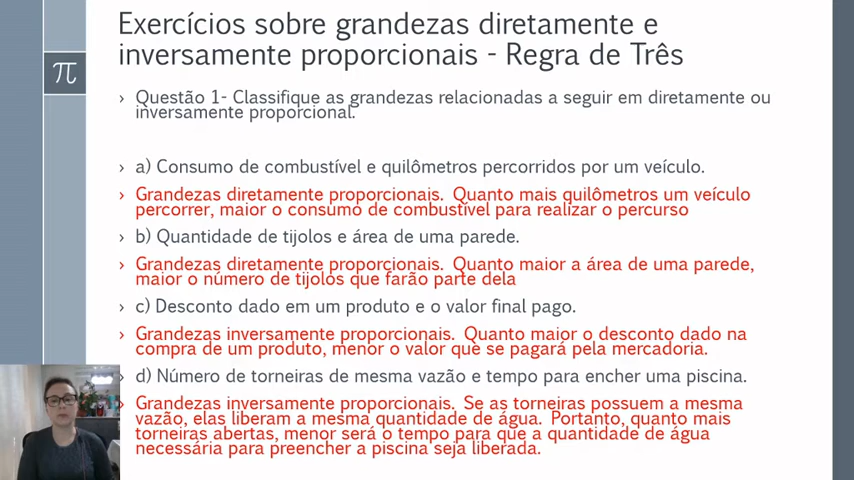 Exercícios sobre grandezas diretamente e
inversamente proporcionais - Regra de Três
π
› Questão 1- Classifique as grandezas relacionadas a seguir em diretamente ou
inversamente proporcional.
› a) Consumo de combustível e quilômetros percorridos por um veículo.
› Grandezas diretamente proporcionais. Quanto mais quilômetros um veículo
percorrer, maior o consumo de combustível para realizar o percurso
› b) Quantidade de tijolos e área de uma parede.
› Grandezas diretamente proporcionais. Quanto maior a área de uma parede,
maior o número de tijolos que farão parte dela
› c) Desconto dado em um produto e o valor final pago.
› Grandezas inversamente proporcionais. Quanto maior o desconto dado na
compra de um produto, menor o valor que se pagará pela mercadoria.
› d) Número de torneiras de mesma vazão e tempo para encher uma piscina.
› Grandezas inversamente proporcionais. Se as torneiras possuem a mesma
vazão, elas liberam a mesma quantidade de água. Portanto, quanto mais
torneiras abertas, menor será o tempo para que a quantidade de água
necessária para preencher a piscina seja liberada.